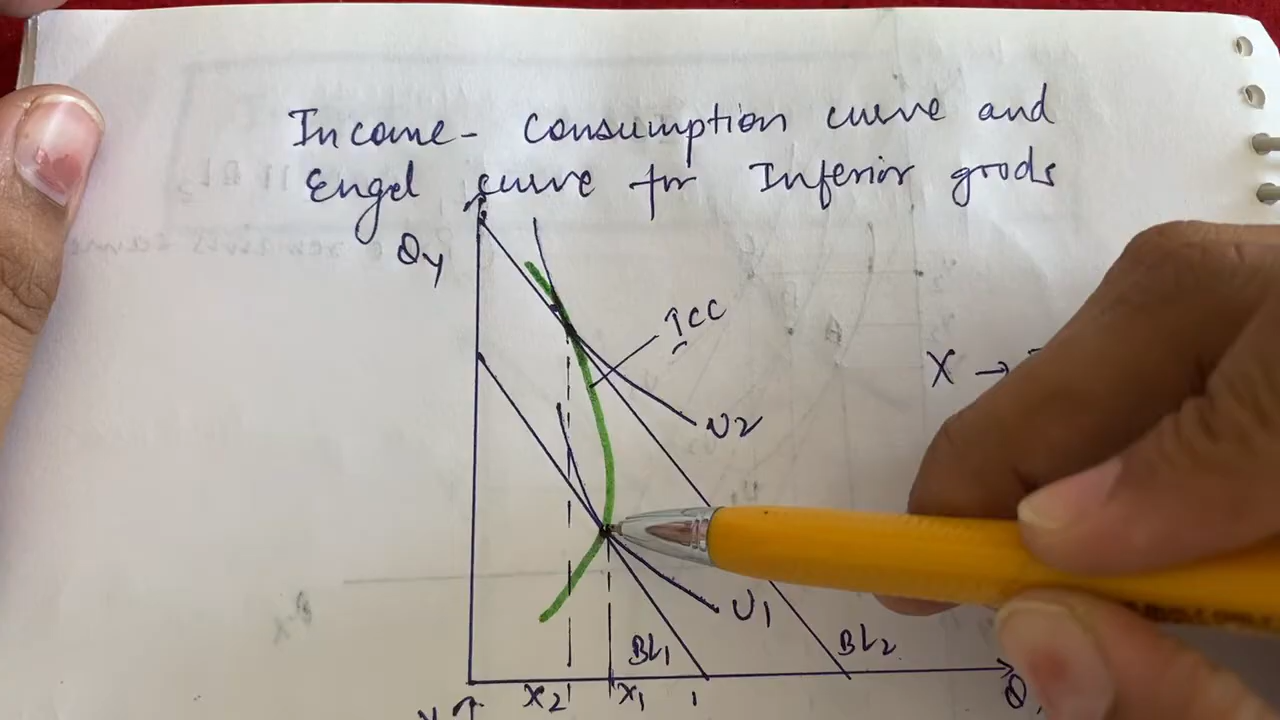 Income- Consumption curve and
Engel curve for Inferior goods
Qy
ICC
X →
U2
U1
BL1
BL2
X2
X1